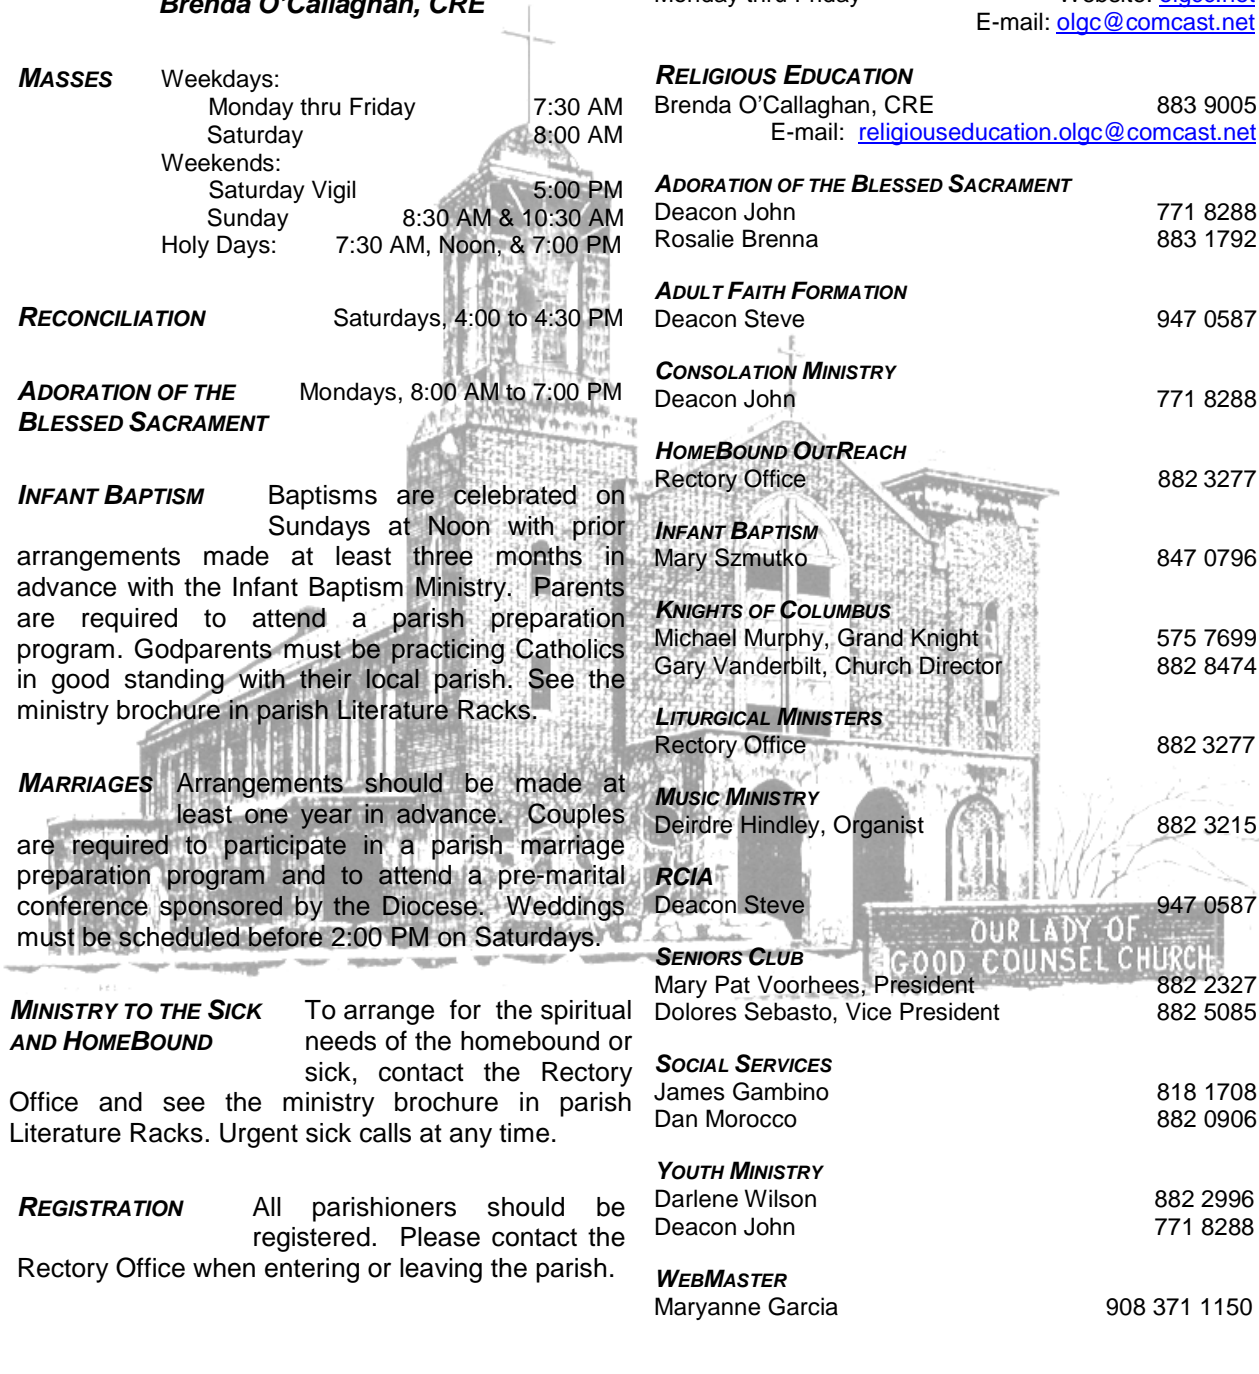 Brenda O'Callaghan, CRE
MASSES Weekdays:
Monday thru Friday 7:30 AM
Saturday 8:00 AM
Weekends:
Saturday Vigil 5:00 PM
Sunday 8:30 AM & 10:30 AM
Holy Days: 7:30 AM, Noon, & 7:00 PM
RECONCILIATION Saturdays, 4:00 to 4:30 PM
ADORATION OF THE Mondays, 8:00 AM to 7:00 PM
BLESSED SACRAMENT
INFANT BAPTISM Baptisms are celebrated on
Sundays at Noon with prior
arrangements made at least three months in
advance with the Infant Baptism Ministry. Parents
are required to attend a parish preparation
program. Godparents must be practicing Catholics
in good standing with their local parish. See the
ministry brochure in parish Literature Racks.
MARRIAGES Arrangements should be made at
least one year in advance. Couples
are required to participate in a parish marriage
preparation program and to attend a pre-marital
conference sponsored by the Diocese. Weddings
must be scheduled before 2:00 PM on Saturdays.
MINISTRY TO THE SICK To arrange for the spiritual
AND HOMEBOUND needs of the homebound or
sick, contact the Rectory
Office and see the ministry brochure in parish
Literature Racks. Urgent sick calls at any time.
REGISTRATION All parishioners should be
registered. Please contact the
Rectory Office when entering or leaving the parish.
Monday thru Friday Website: olgcc.net
E-mail: olgc@comcast.net
RELIGIOUS EDUCATION
Brenda O'Callaghan, CRE 883 9005
E-mail: religiouseducation.olgc@comcast.net
ADORATION OF THE BLESSED SACRAMENT
Deacon John 771 8288
Rosalie Brenna 883 1792
ADULT FAITH FORMATION
Deacon Steve 947 0587
CONSOLATION MINISTRY
Deacon John 771 8288
HOMEBOUND OUTREACH
Rectory Office 882 3277
INFANT BAPTISM
Mary Szmutko 847 0796
KNIGHTS OF COLUMBUS
Michael Murphy, Grand Knight 575 7699
Gary Vanderbilt, Church Director 882 8474
LITURGICAL MINISTERS
Rectory Office 882 3277
MUSIC MINISTRY
Deirdre Hindley, Organist 882 3215
RCIA
Deacon Steve 947 0587
OUR LADY OF
GOOD COUNSEL CHURCH
SENIORS CLUB
Mary Pat Voorhees, President 882 2327
Dolores Sebasto, Vice President 882 5085
SOCIAL SERVICES
James Gambino 818 1708
Dan Morocco 882 0906
YOUTH MINISTRY
Darlene Wilson 882 2996
Deacon John 771 8288
WEBMASTER
Maryanne Garcia 908 371 1150